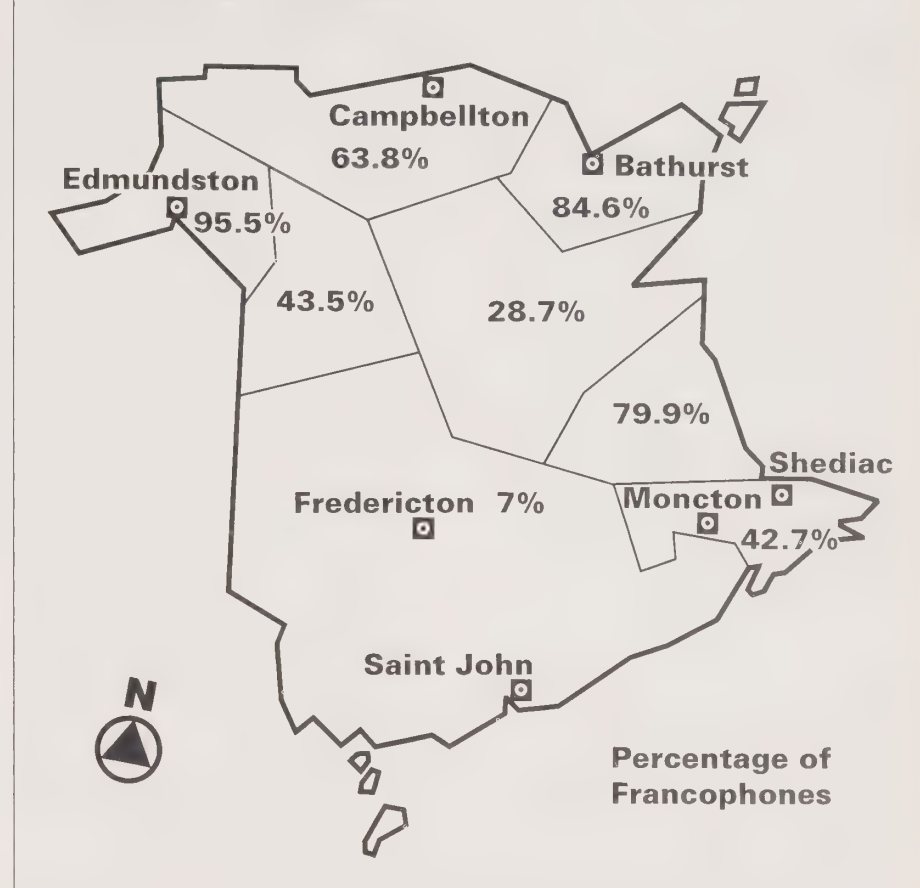 Campbellton
63.8%
Edmundston
95.5%
Bathurst
84.6%
43.5%
28.7%
79.9%
Shediac
Moncton
42.7%
Fredericton 7%
Saint John
N
Percentage of
Francophones